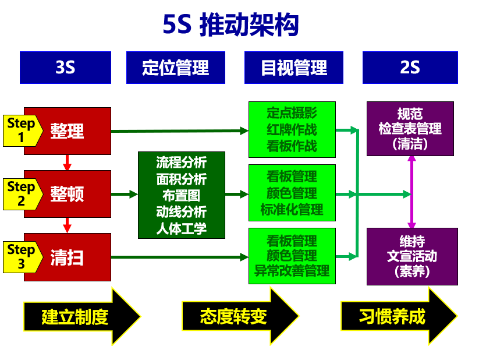 5S 推动架构
3S
定位管理
目视管理
2S
Step
1
整理
定点摄影
红牌作战
看板作战
规范
检查表管理
（清洁）
Step
2
整顿
流程分析
面积分析
布置图
动线分析
人体工学
看板管理
颜色管理
标准化管理
Step
3
清扫
看板管理
颜色管理
异常改善管理
维持
文宣活动
（素养）
建立制度
态度转变
习惯养成